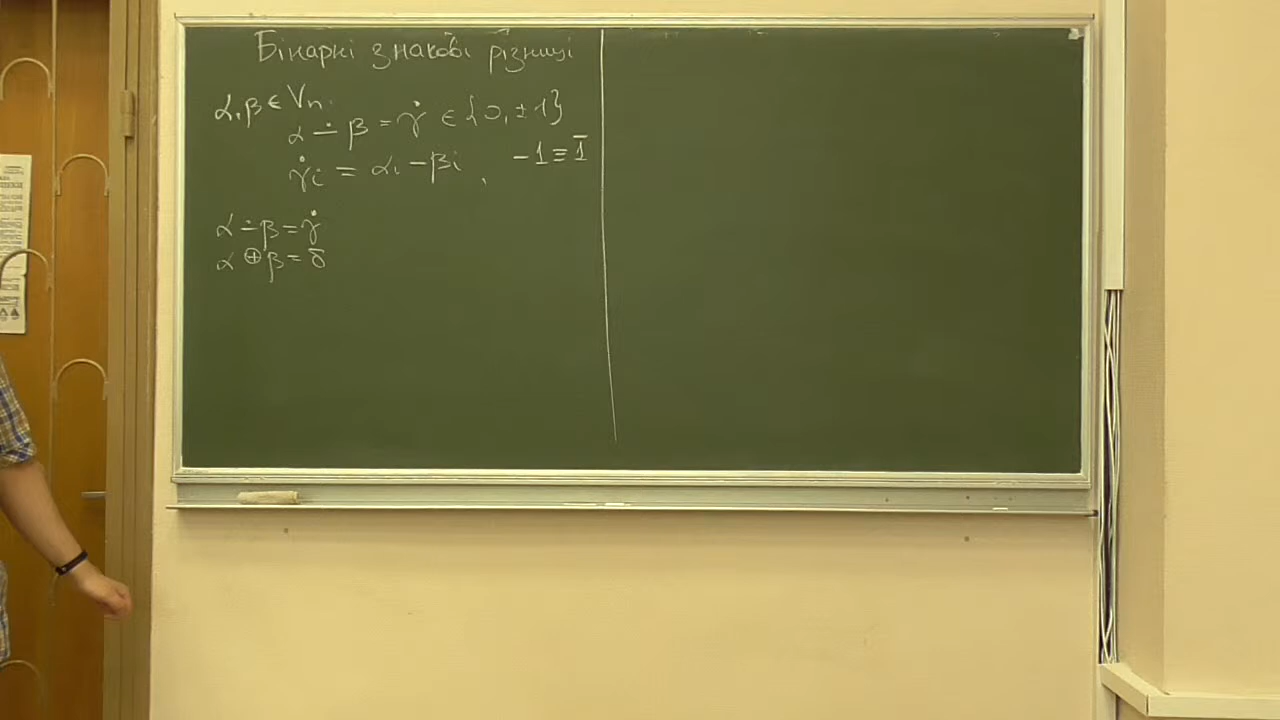 Бінарні знакові різниці
α, β ∈ Vn.
α ∸ β = γ̇ ∈ {0, ±1}
γ̇i = αi - βi, -1 ≡ 1̄
α ∸ β = γ̇
α ⊕ β = δ